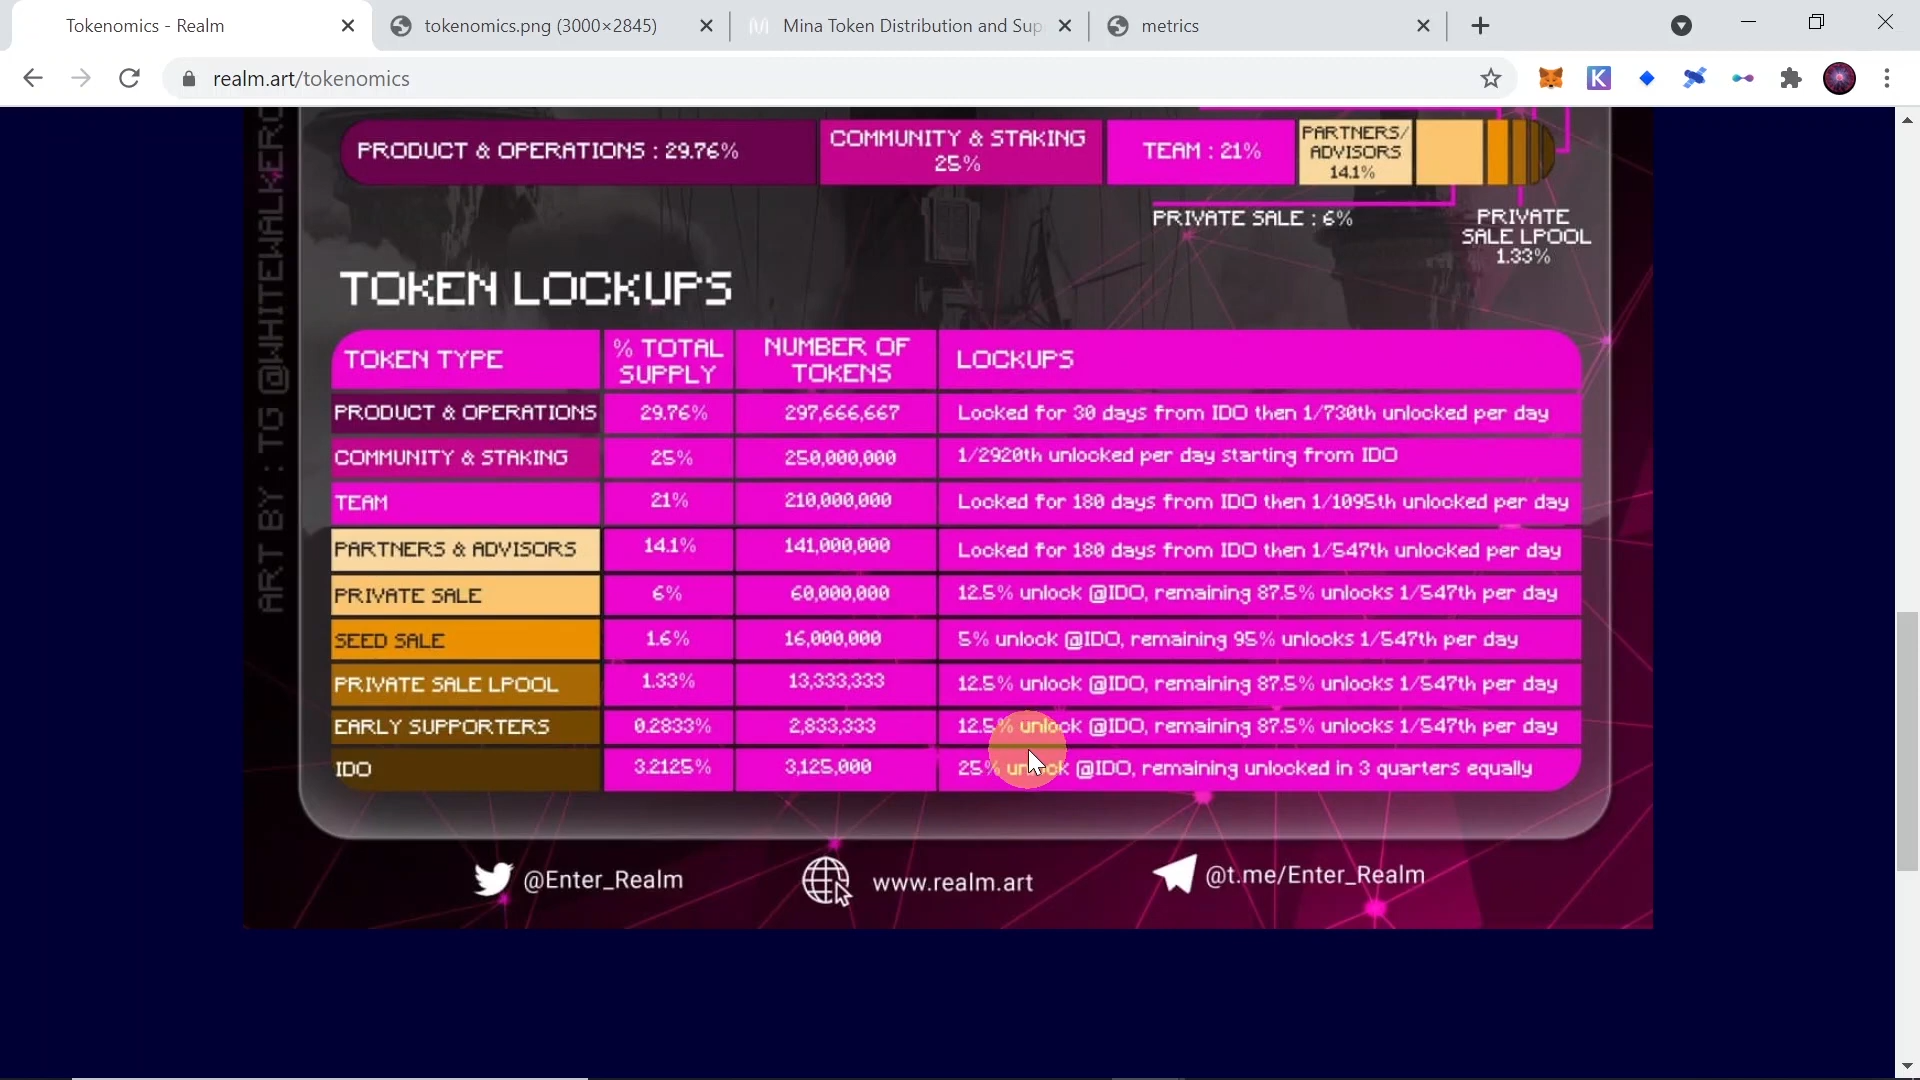 Tokenomics - Realm
tokenomics.png (3000×2845)
Mina Token Distribution and Sup
metrics
realm.art/tokenomics
PRODUCT & OPERATIONS : 29.76%
COMMUNITY & STAKING
25%
TEAM : 21%
PARTNERS/
ADVISORS
14.1%
PRIVATE SALE : 6%
PRIVATE
SALE LPOOL
1.33%
ART BY : TG @WHITEWALKERO
TOKEN LOCKUPS
TOKEN TYPE % TOTAL SUPPLY NUMBER OF TOKENS LOCKUPS
PRODUCT & OPERATIONS 29.76% 297,666,667 Locked for 30 days from IDO then 1/730th unlocked per day
COMMUNITY & STAKING 25% 250,000,000 1/2920th unlocked per day starting from IDO
TEAM 21% 210,000,000 Locked for 180 days from IDO then 1/1095th unlocked per day
PARTNERS & ADVISORS 14.1% 141,000,000 Locked for 180 days from IDO then 1/547th unlocked per day
PRIVATE SALE 6% 60,000,000 12.5% unlock @IDO, remaining 87.5% unlocks 1/547th per day
SEED SALE 1.6% 16,000,000 5% unlock @IDO, remaining 95% unlocks 1/547th per day
PRIVATE SALE LPOOL 1.33% 13,333,333 12.5% unlock @IDO, remaining 87.5% unlocks 1/547th per day
EARLY SUPPORTERS 0.2833% 2,833,333 12.5% unlock @IDO, remaining 87.5% unlocks 1/547th per day
IDO 3.2125% 3,125,000 25% unlock @IDO, remaining unlocked in 3 quarters equally
@Enter_Realm
www.realm.art
@t.me/Enter_Realm